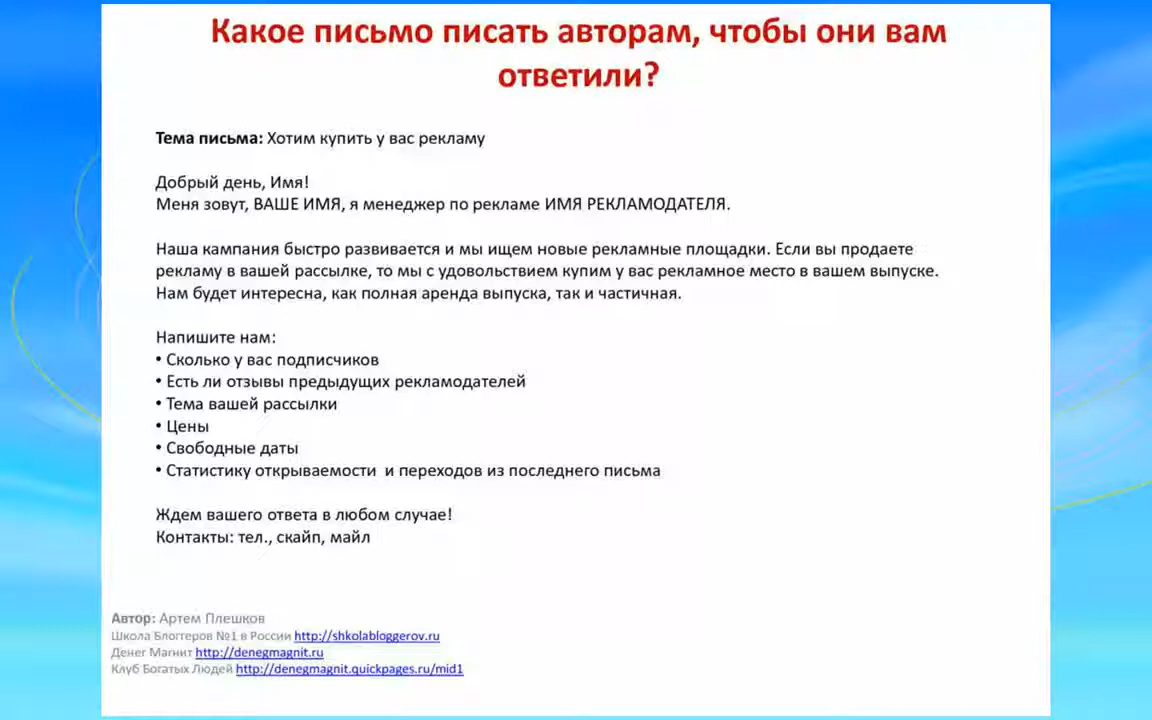 Какое письмо писать авторам, чтобы они вам
ответили?
Тема письма: Хотим купить у вас рекламу
Добрый день, Имя!
Меня зовут, ВАШЕ ИМЯ, я менеджер по рекламе ИМЯ РЕКЛАМОДАТЕЛЯ.
Наша кампания быстро развивается и мы ищем новые рекламные площадки. Если вы продаете
рекламу в вашей рассылке, то мы с удовольствием купим у вас рекламное место в вашем выпуске.
Нам будет интересна, как полная аренда выпуска, так и частичная.
Напишите нам:
• Сколько у вас подписчиков
• Есть ли отзывы предыдущих рекламодателей
• Тема вашей рассылки
• Цены
• Свободные даты
• Статистику открываемости и переходов из последнего письма
Ждем вашего ответа в любом случае!
Контакты: тел., скайп, майл
Автор: Артем Плешков
Школа Блоггеров №1 в России http://shkolabloggerov.ru
Денег Магнит http://denegmagnit.ru
Клуб Богатых Людей http://denegmagnit.quickpages.ru/mid1